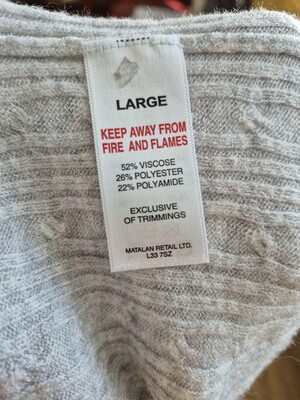 LARGE
KEEP AWAY FROM
FIRE AND FLAMES
52% VISCOSE
26% POLYESTER
22% POLYAMIDE
EXCLUSIVE
OF TRIMMINGS
MATALAN RETAIL LTD.
L33 7SZ